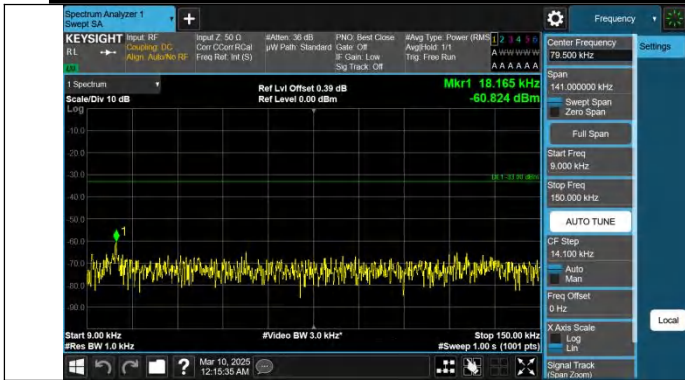 Spectrum Analyzer 1
Swept SA
+
Frequency
KEYSIGHT
RL
Input: RF
Coupling: DC
Align: Auto/No RF
Input Z: 50 Ω
Corr CCorr RCal
Freq Ref: Int (S)
#Atten: 36 dB
µW Path: Standard
PNO: Best Close
Gate: Off
IF Gain: Low
Sig Track: Off
#Avg Type: Power (RMS)
Avg|Hold: 1/1
Trig: Free Run
1 2 3 4 5 6
A W W W W W
A A A A A A
1 Spectrum
Scale/Div 10 dB
Ref Lvl Offset 0.39 dB
Ref Level 0.00 dBm
Mkr1 18.165 kHz
-60.824 dBm
Log
-10.0
-20.0
-30.0
-40.0
-50.0
-60.0
-70.0
-80.0
-90.0
1
Start 9.00 kHz
#Res BW 1.0 kHz
#Video BW 3.0 kHz*
Stop 150.00 kHz
#Sweep 1.00 s (1001 pts)
Center Frequency
79.500 kHz
Settings
Span
141.000000 kHz
Swept Span
Zero Span
Full Span
Start Freq
9.000 kHz
Stop Freq
150.000 kHz
AUTO TUNE
CF Step
14.100 kHz
Auto
Man
Freq Offset
0 Hz
X Axis Scale
Log
Lin
Signal Track
(Span Zoom)
Local
?
Mar 10, 2025
12:15:35 AM